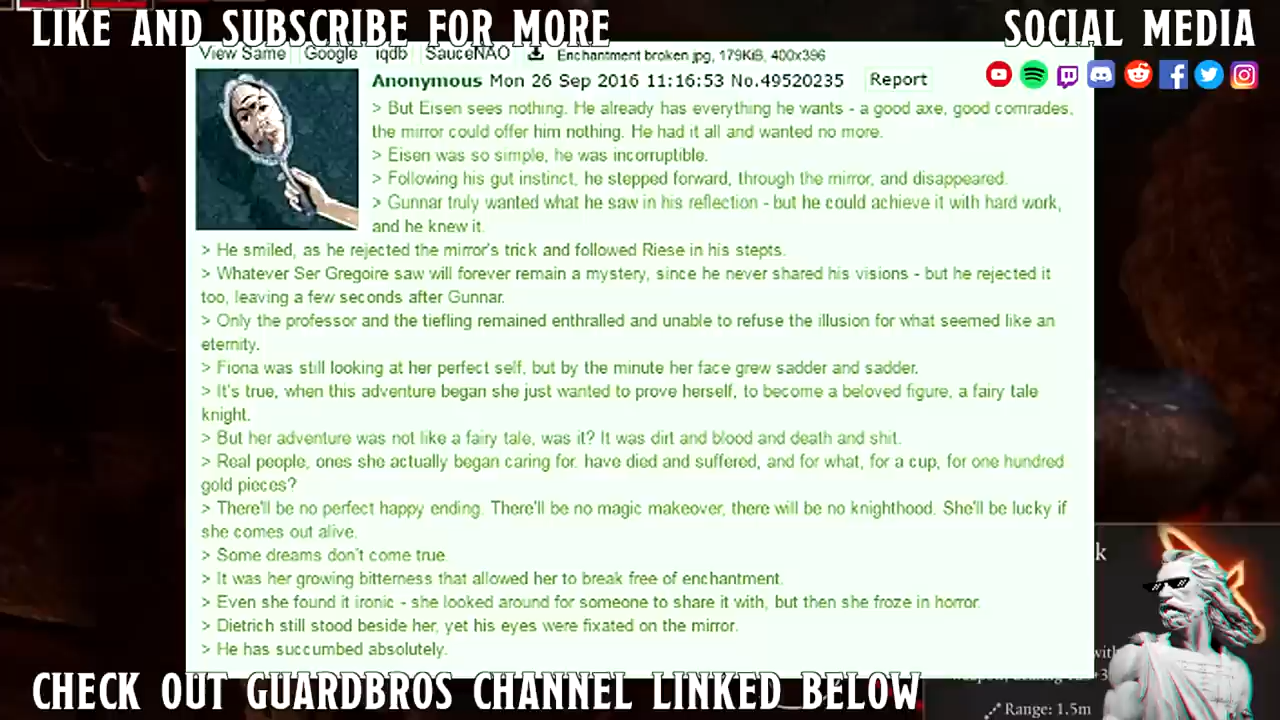 LIKE AND SUBSCRIBE FOR MORE
SOCIAL MEDIA
View Same Google iqdb SauceNAO Enchantment broken jpg, 179KiB, 400x396
Anonymous Mon 26 Sep 2016 11:16:53 No.49520235 Report
> But Eisen sees nothing. He already has everything he wants - a good axe, good comrades,
the mirror could offer him nothing. He had it all and wanted no more.
> Eisen was so simple, he was incorruptible.
> Following his gut instinct, he stepped forward, through the mirror, and disappeared.
> Gunnar truly wanted what he saw in his reflection - but he could achieve it with hard work,
and he knew it.
> He smiled, as he rejected the mirror's trick and followed Riese in his stepts.
> Whatever Ser Gregoire saw will forever remain a mystery, since he never shared his visions - but he rejected it
too, leaving a few seconds after Gunnar.
> Only the professor and the tiefling remained enthralled and unable to refuse the illusion for what seemed like an
eternity.
> Fiona was still looking at her perfect self, but by the minute her face grew sadder and sadder.
> It's true, when this adventure began she just wanted to prove herself, to become a beloved figure, a fairy tale
knight.
> But her adventure was not like a fairy tale, was it? It was dirt and blood and death and shit.
> Real people, ones she actually began caring for. have died and suffered, and for what, for a cup, for one hundred
gold pieces?
> There'll be no perfect happy ending. There'll be no magic makeover, there will be no knighthood. She'll be lucky if
she comes out alive.
> Some dreams don't come true.
> It was her growing bitterness that allowed her to break free of enchantment.
> Even she found it ironic - she looked around for someone to share it with, but then she froze in horror.
> Dietrich still stood beside her, yet his eyes were fixated on the mirror.
> He has succumbed absolutely.
k
with
Range: 1.5m
CHECK OUT GUARDBROS CHANNEL LINKED BELOW